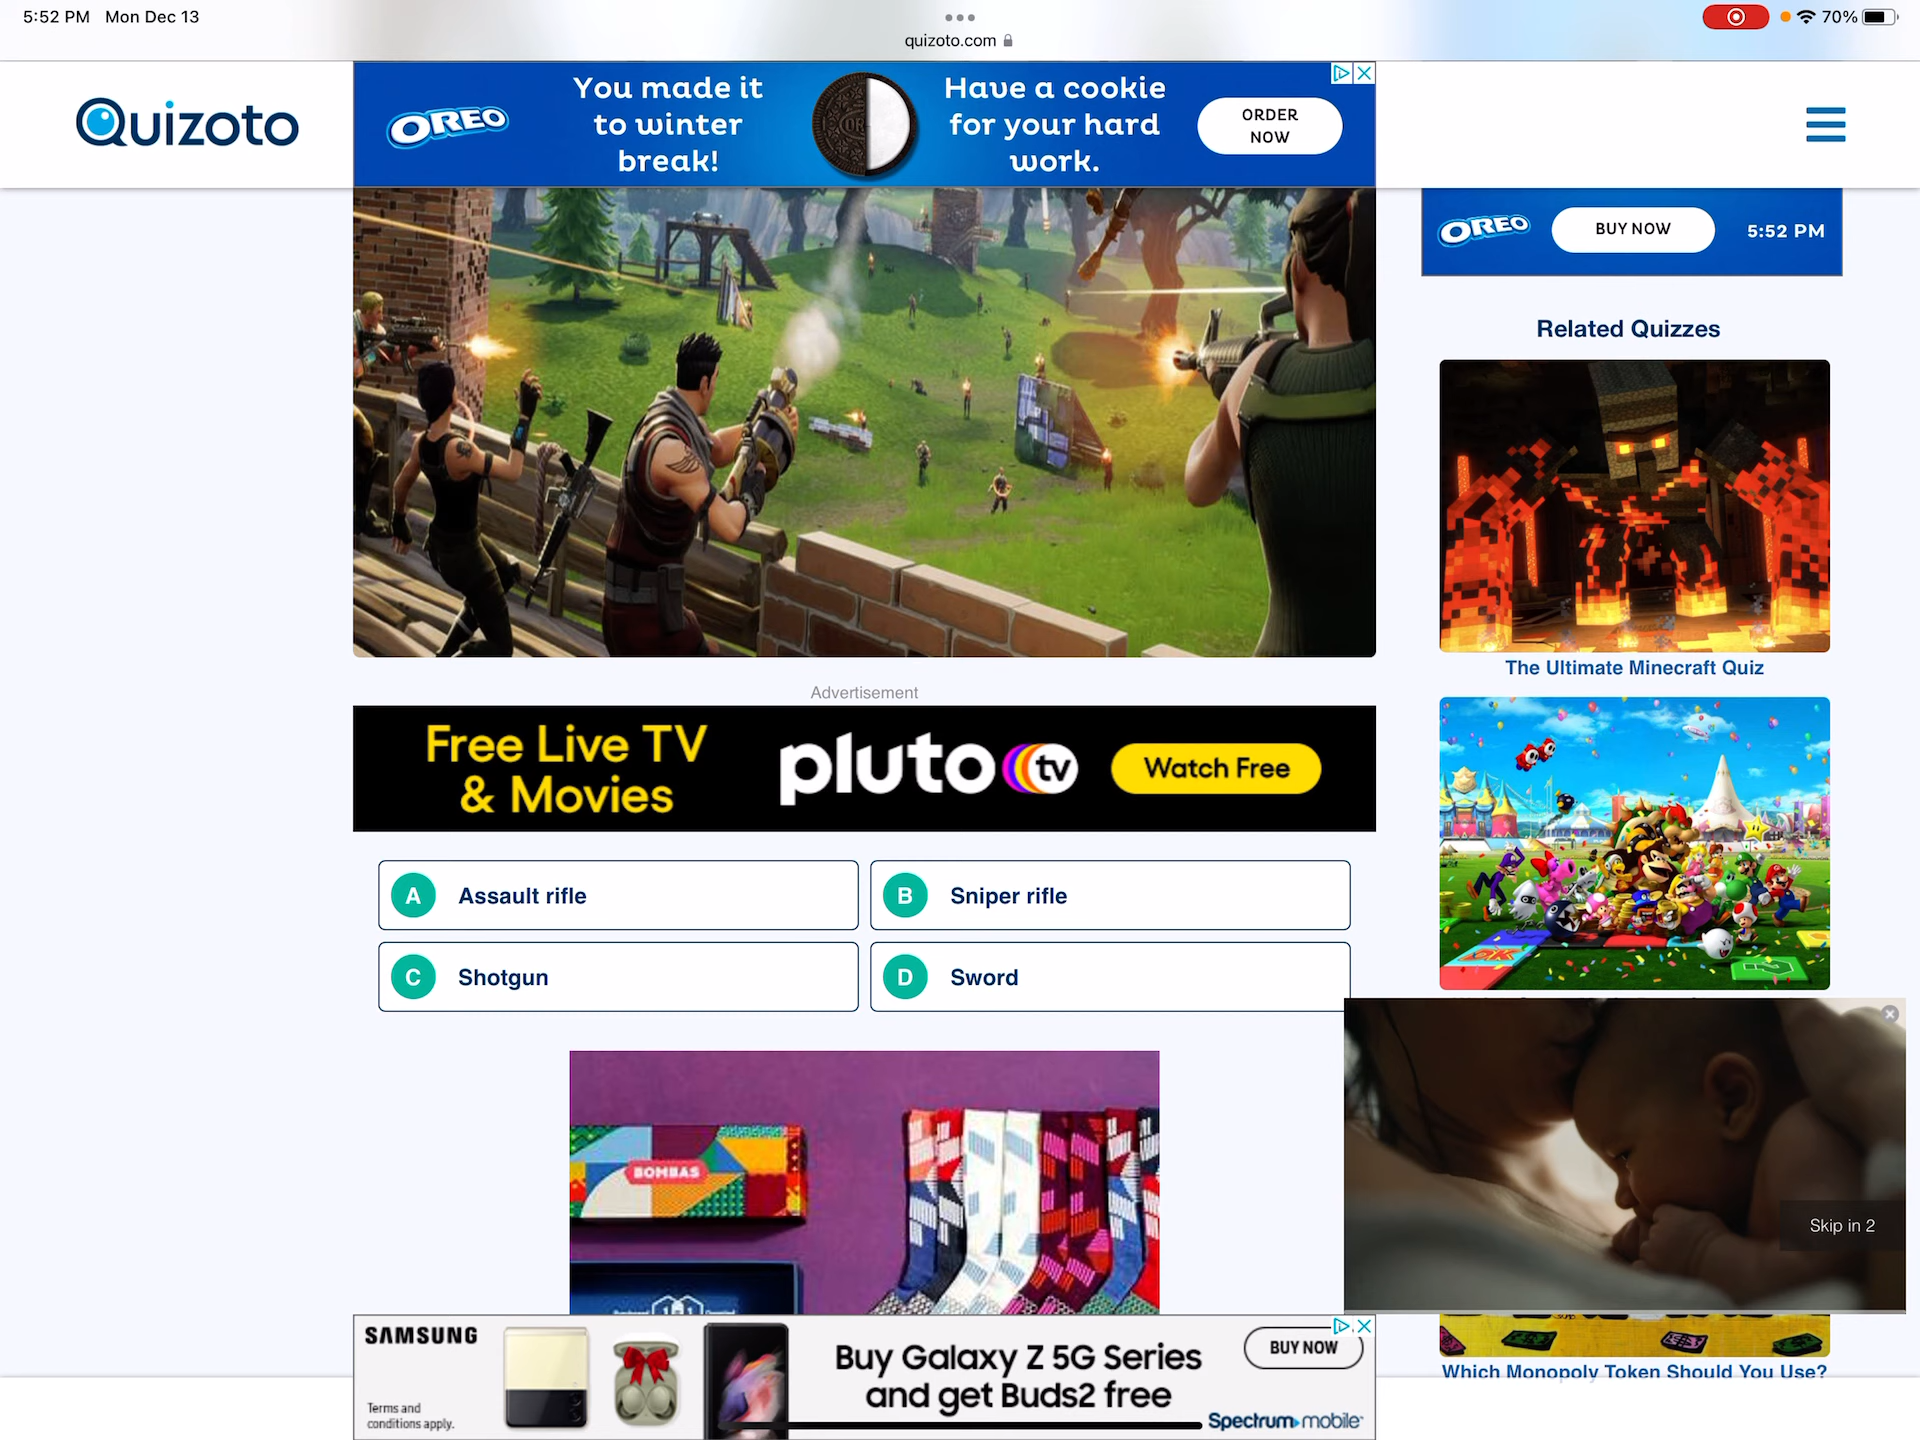 5:52 PM Mon Dec 13
70%
quizoto.com
Quizoto
OREO
You made it
to winter
break!
Have a cookie
for your hard
work.
ORDER
NOW
OREO
BUY NOW
5:52 PM
Related Quizzes
The Ultimate Minecraft Quiz
Advertisement
Free Live TV
& Movies
pluto tv
Watch Free
A Assault rifle
B Sniper rifle
C Shotgun
D Sword
BOMBAS
Skip in 2
SAMSUNG
Terms and
conditions apply.
Buy Galaxy Z 5G Series
and get Buds2 free
BUY NOW
Spectrum mobile
Which Monopoly Token Should You Use?